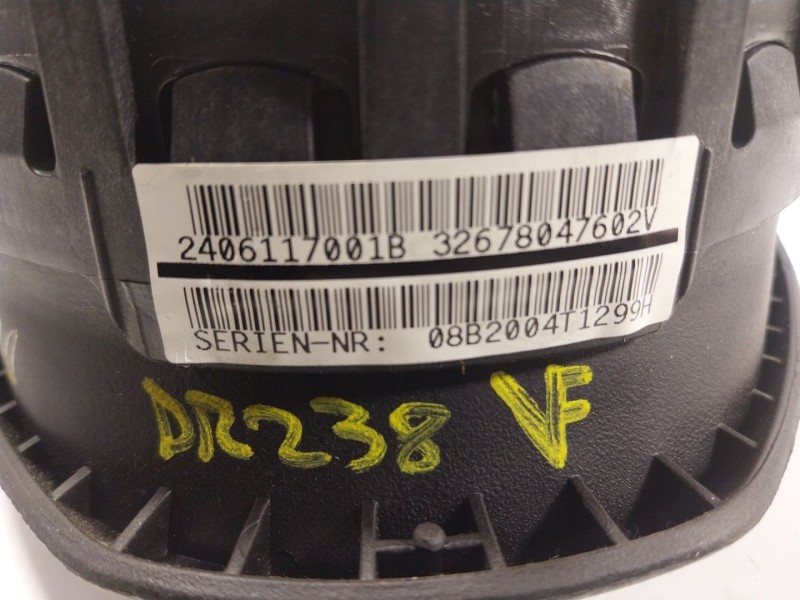 2406117001B 32678047602V
SERIEN-NR: 08B2004T1299H
DR238 VF